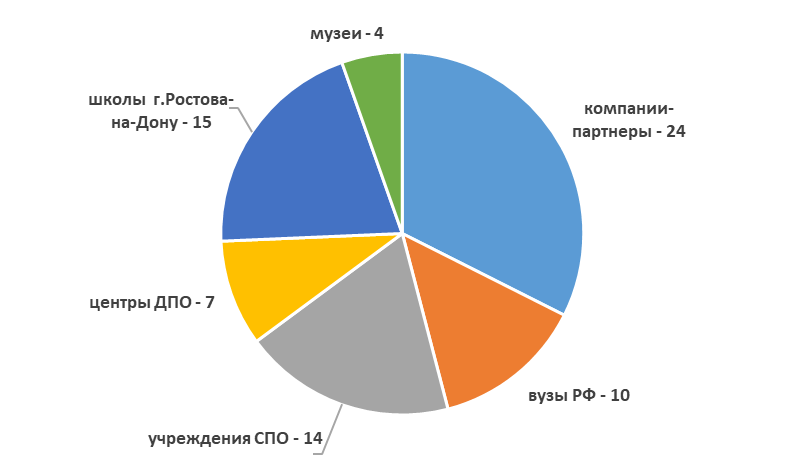 музеи - 4
компании-
партнеры - 24
школы г.Ростова-
на-Дону - 15
центры ДПО - 7
вузы РФ - 10
учреждения СПО - 14